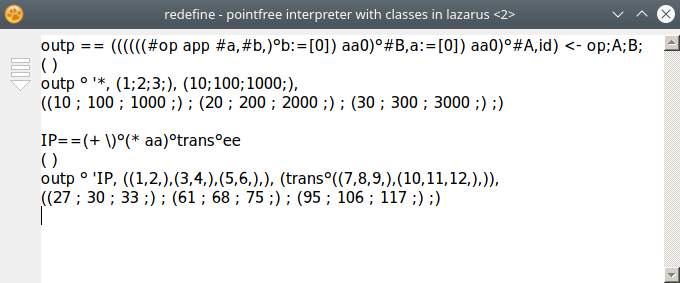 redefine - pointfree interpreter with classes in lazarus <2>
outp == ((((((#op app #a,#b,)°b:=[0]) aa0)°#B,a:=[0]) aa0)°#A,id) <- op;A;B;
( )
outp ° '*, (1;2;3;), (10;100;1000;),
((10 ; 100 ; 1000 ;) ; (20 ; 200 ; 2000 ;) ; (30 ; 300 ; 3000 ;) ;)

IP==(+ \)°(* aa)°trans°ee
( )
outp ° 'IP, ((1,2,),(3,4,),(5,6,),), (trans°((7,8,9,),(10,11,12,),)),
((27 ; 30 ; 33 ;) ; (61 ; 68 ; 75 ;) ; (95 ; 106 ; 117 ;) ;)